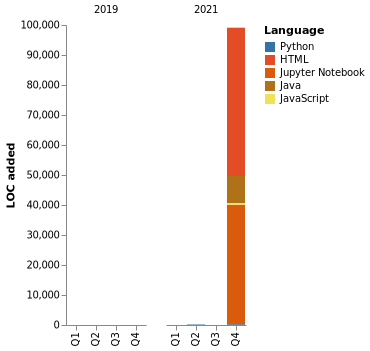 2019
2021
Language
Python
HTML
Jupyter Notebook
Java
JavaScript
LOC added
100,000
90,000
80,000
70,000
60,000
50,000
40,000
30,000
20,000
10,000
0
Q1 Q2 Q3 Q4 Q1 Q2 Q3 Q4